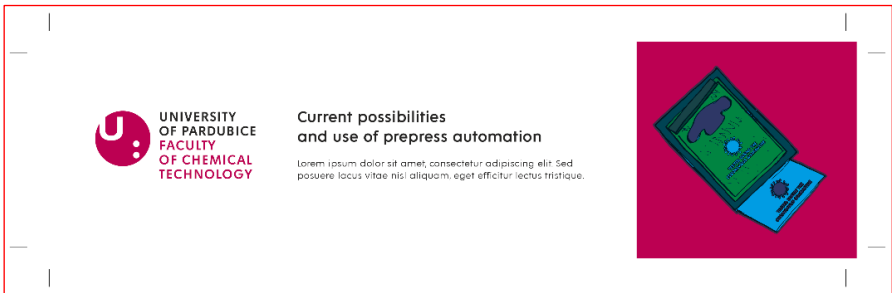 UNIVERSITY
OF PARDUBICE
FACULTY
OF CHEMICAL
TECHNOLOGY
Current possibilities
and use of prepress automation
Lorem ipsum dolor sit amet, consectetur adipiscing elit. Sed
posuere lacus vitae nisl aliquam, eget efficitur lectus tristique.